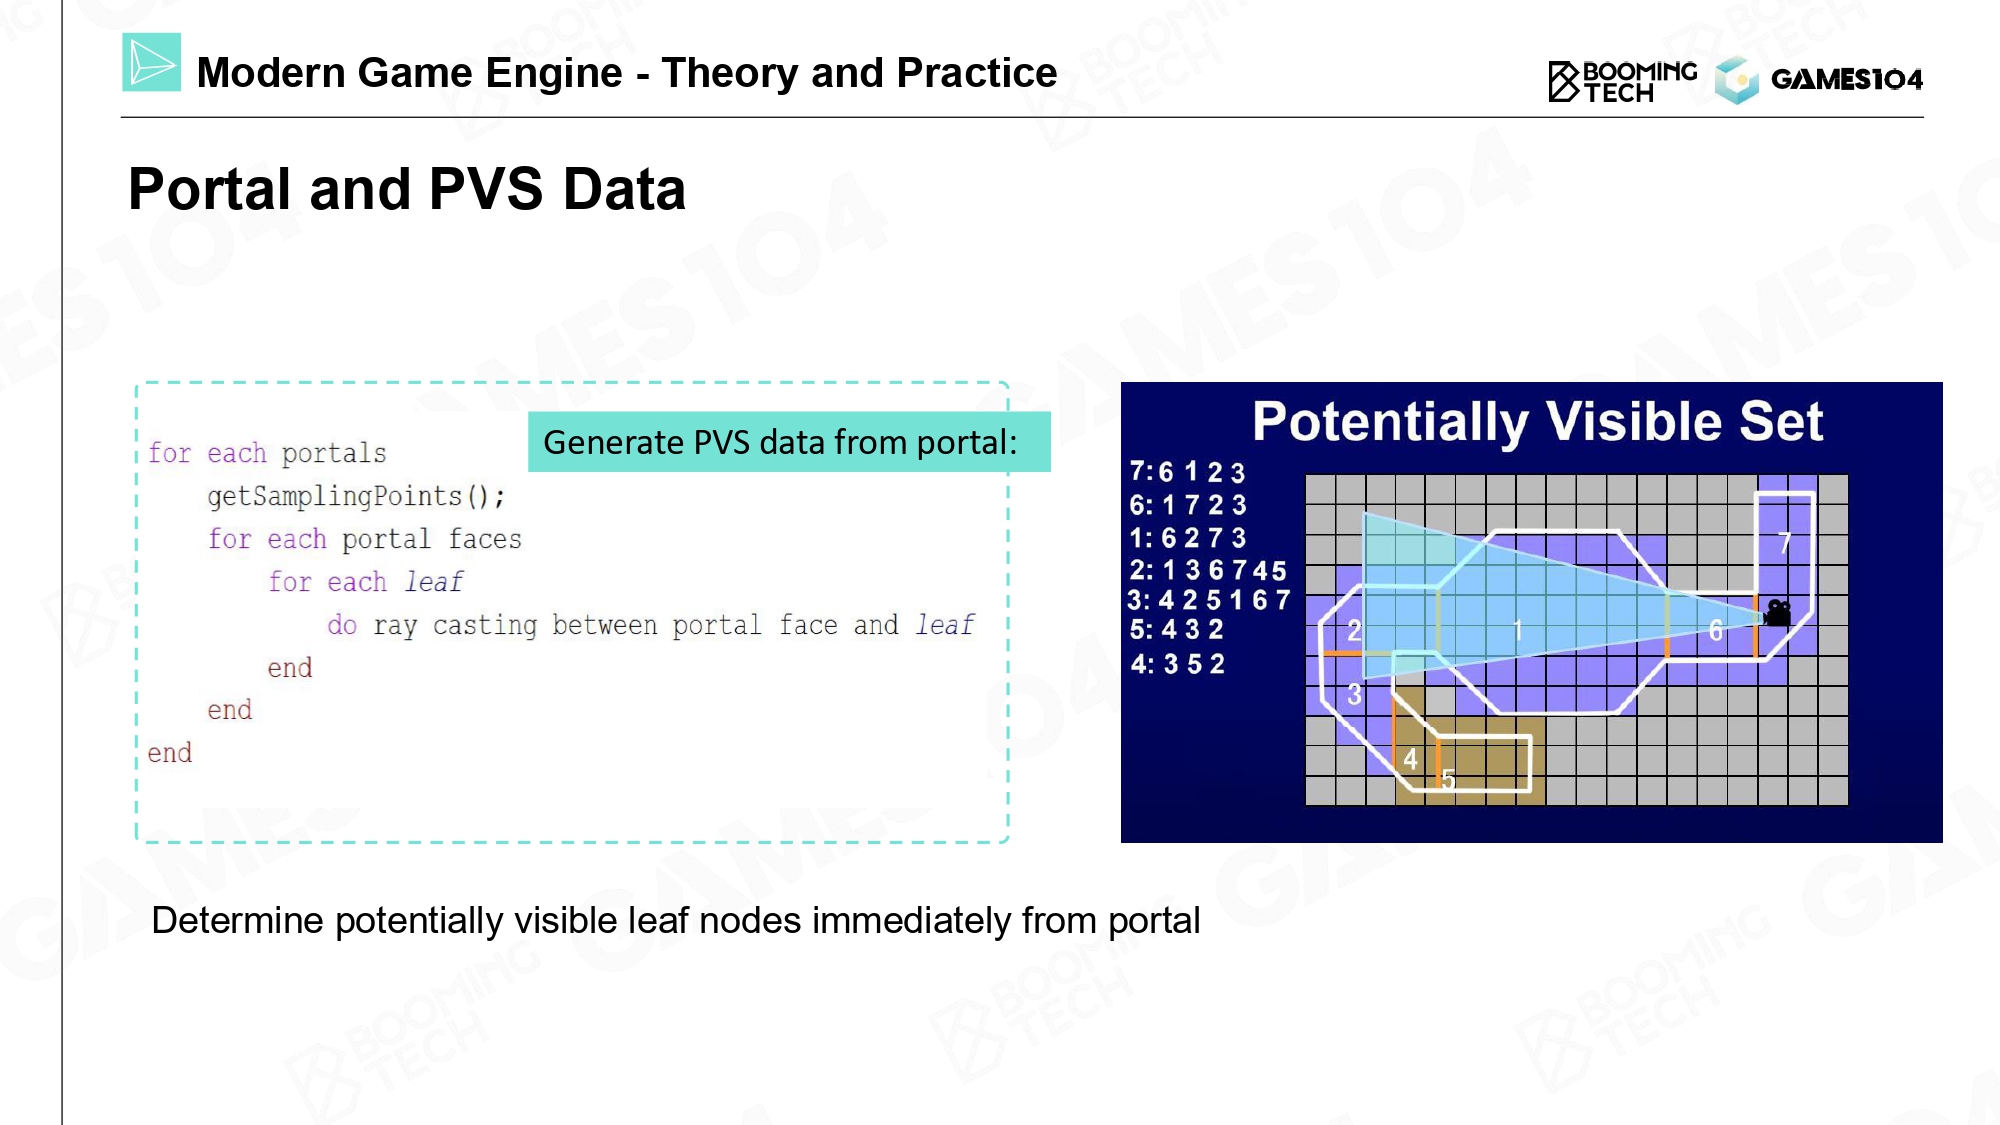 Modern Game Engine - Theory and Practice
BOOMING
TECH
GAMES104
Portal and PVS Data
Generate PVS data from portal:
for each portals
getSamplingPoints();
for each portal faces
for each leaf
do ray casting between portal face and leaf
end
end
end
Potentially Visible Set
7: 6 1 2 3
6: 1 7 2 3
1: 6 2 7 3
2: 1 3 6 7 4 5
3: 4 2 5 1 6 7
5: 4 3 2
4: 3 5 2
7
2
1
6
3
4
5
Determine potentially visible leaf nodes immediately from portal